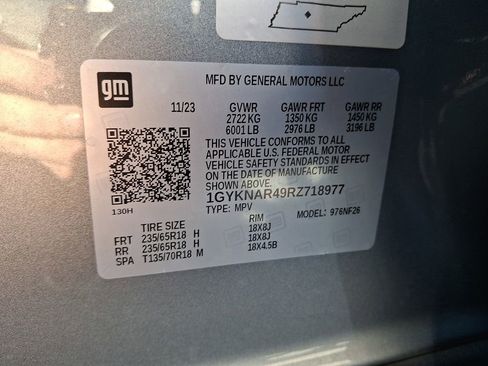 gm
MFD BY GENERAL MOTORS LLC
11/23 GVWR GAWR FRT GAWR RR
2722 KG 1350 KG 1450 KG
6001 LB 2976 LB 3196 LB
THIS VEHICLE CONFORMS TO ALL
APPLICABLE U.S. FEDERAL MOTOR
VEHICLE SAFETY STANDARDS IN EFFECT
ON THE DATE OF MANUFACTURE
SHOWN ABOVE.
1GYKNAR49RZ718977
130H TYPE: MPV MODEL: 976NF26
TIRE SIZE RIM
FRT 235/65R18 H 18X8J
RR 235/65R18 H 18X8J
SPA T135/70R18 M 18X4.5B